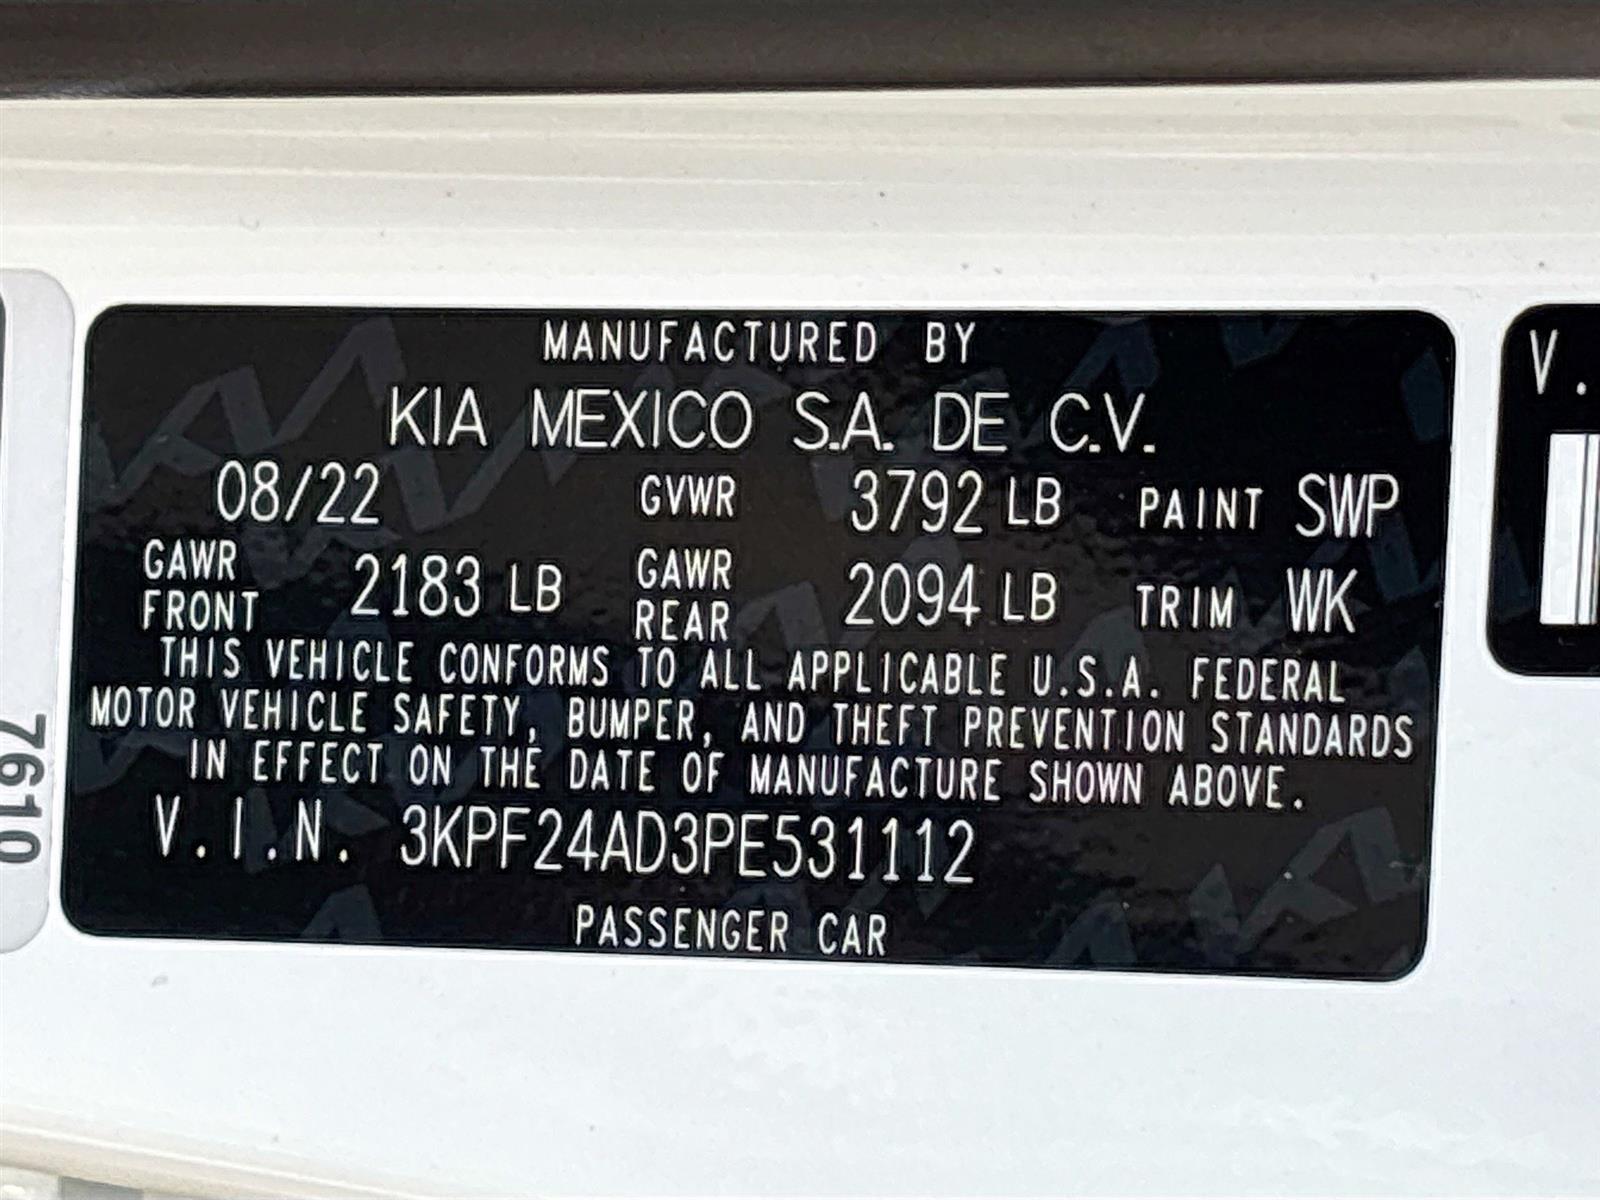 MANUFACTURED BY
KIA MEXICO S.A. DE C.V.
08/22 GVWR 3792 LB PAINT SWP
GAWR FRONT 2183 LB GAWR REAR 2094 LB TRIM WK
THIS VEHICLE CONFORMS TO ALL APPLICABLE U.S.A. FEDERAL
MOTOR VEHICLE SAFETY, BUMPER, AND THEFT PREVENTION STANDARDS
IN EFFECT ON THE DATE OF MANUFACTURE SHOWN ABOVE.
V.I.N. 3KPF24AD3PE531112
PASSENGER CAR
7610
V.